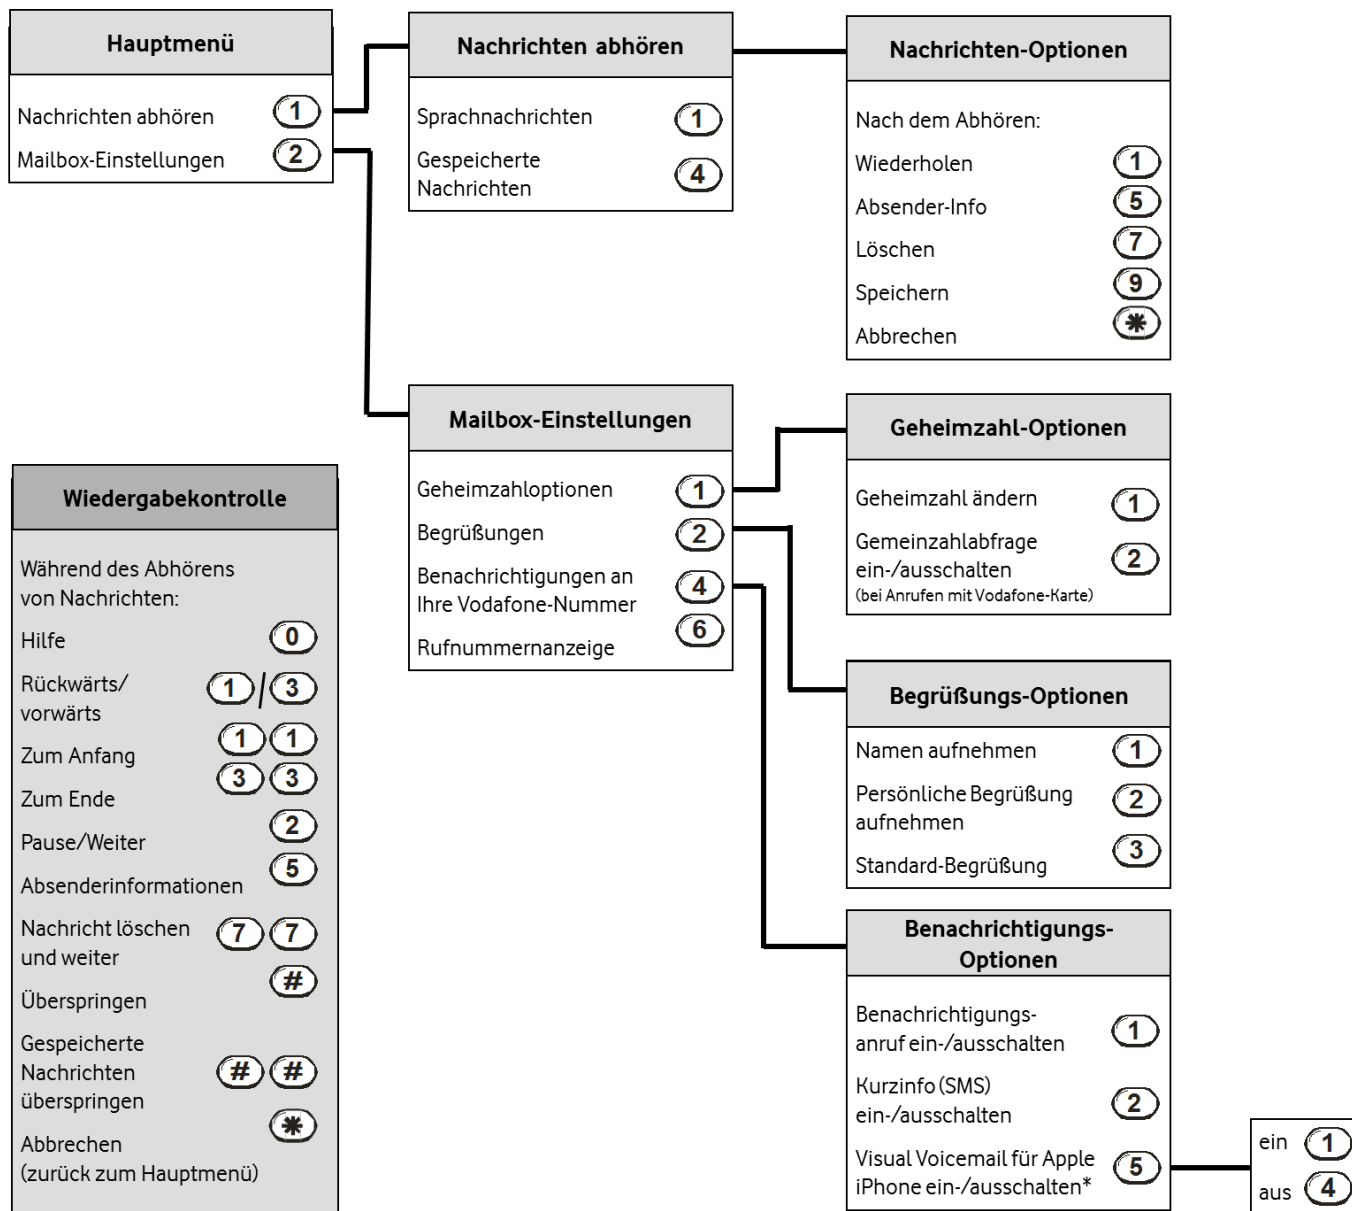 Hauptmenü
Nachrichten abhören 1
Mailbox-Einstellungen 2
Nachrichten abhören
Sprachnachrichten 1
Gespeicherte
Nachrichten 4
Nachrichten-Optionen
Nach dem Abhören:
Wiederholen 1
Absender-Info 5
Löschen 7
Speichern 9
Abbrechen *
Mailbox-Einstellungen
Geheimzahloptionen 1
Begrüßungen 2
Benachrichtigungen an
Ihre Vodafone-Nummer 4
Rufnummernanzeige 6
Geheimzahl-Optionen
Geheimzahl ändern 1
Gemeinzahlabfrage
ein-/ausschalten 2
(bei Anrufen mit Vodafone-Karte)
Begrüßungs-Optionen
Namen aufnehmen 1
Persönliche Begrüßung
aufnehmen 2
Standard-Begrüßung 3
Benachrichtigungs-
Optionen
Benachrichtigungs-
anruf ein-/ausschalten 1
Kurzinfo (SMS)
ein-/ausschalten 2
Visual Voicemail für Apple
iPhone ein-/ausschalten* 5
ein 1
aus 4
Wiedergabekontrolle
Während des Abhörens
von Nachrichten:
Hilfe 0
Rückwärts/
vorwärts 1 / 3
Zum Anfang 1 1
Zum Ende 3 3
Pause/Weiter 2
Absenderinformationen 5
Nachricht löschen
und weiter 7 7
Überspringen #
Gespeicherte
Nachrichten
überspringen # #
Abbrechen *
(zurück zum Hauptmenü)